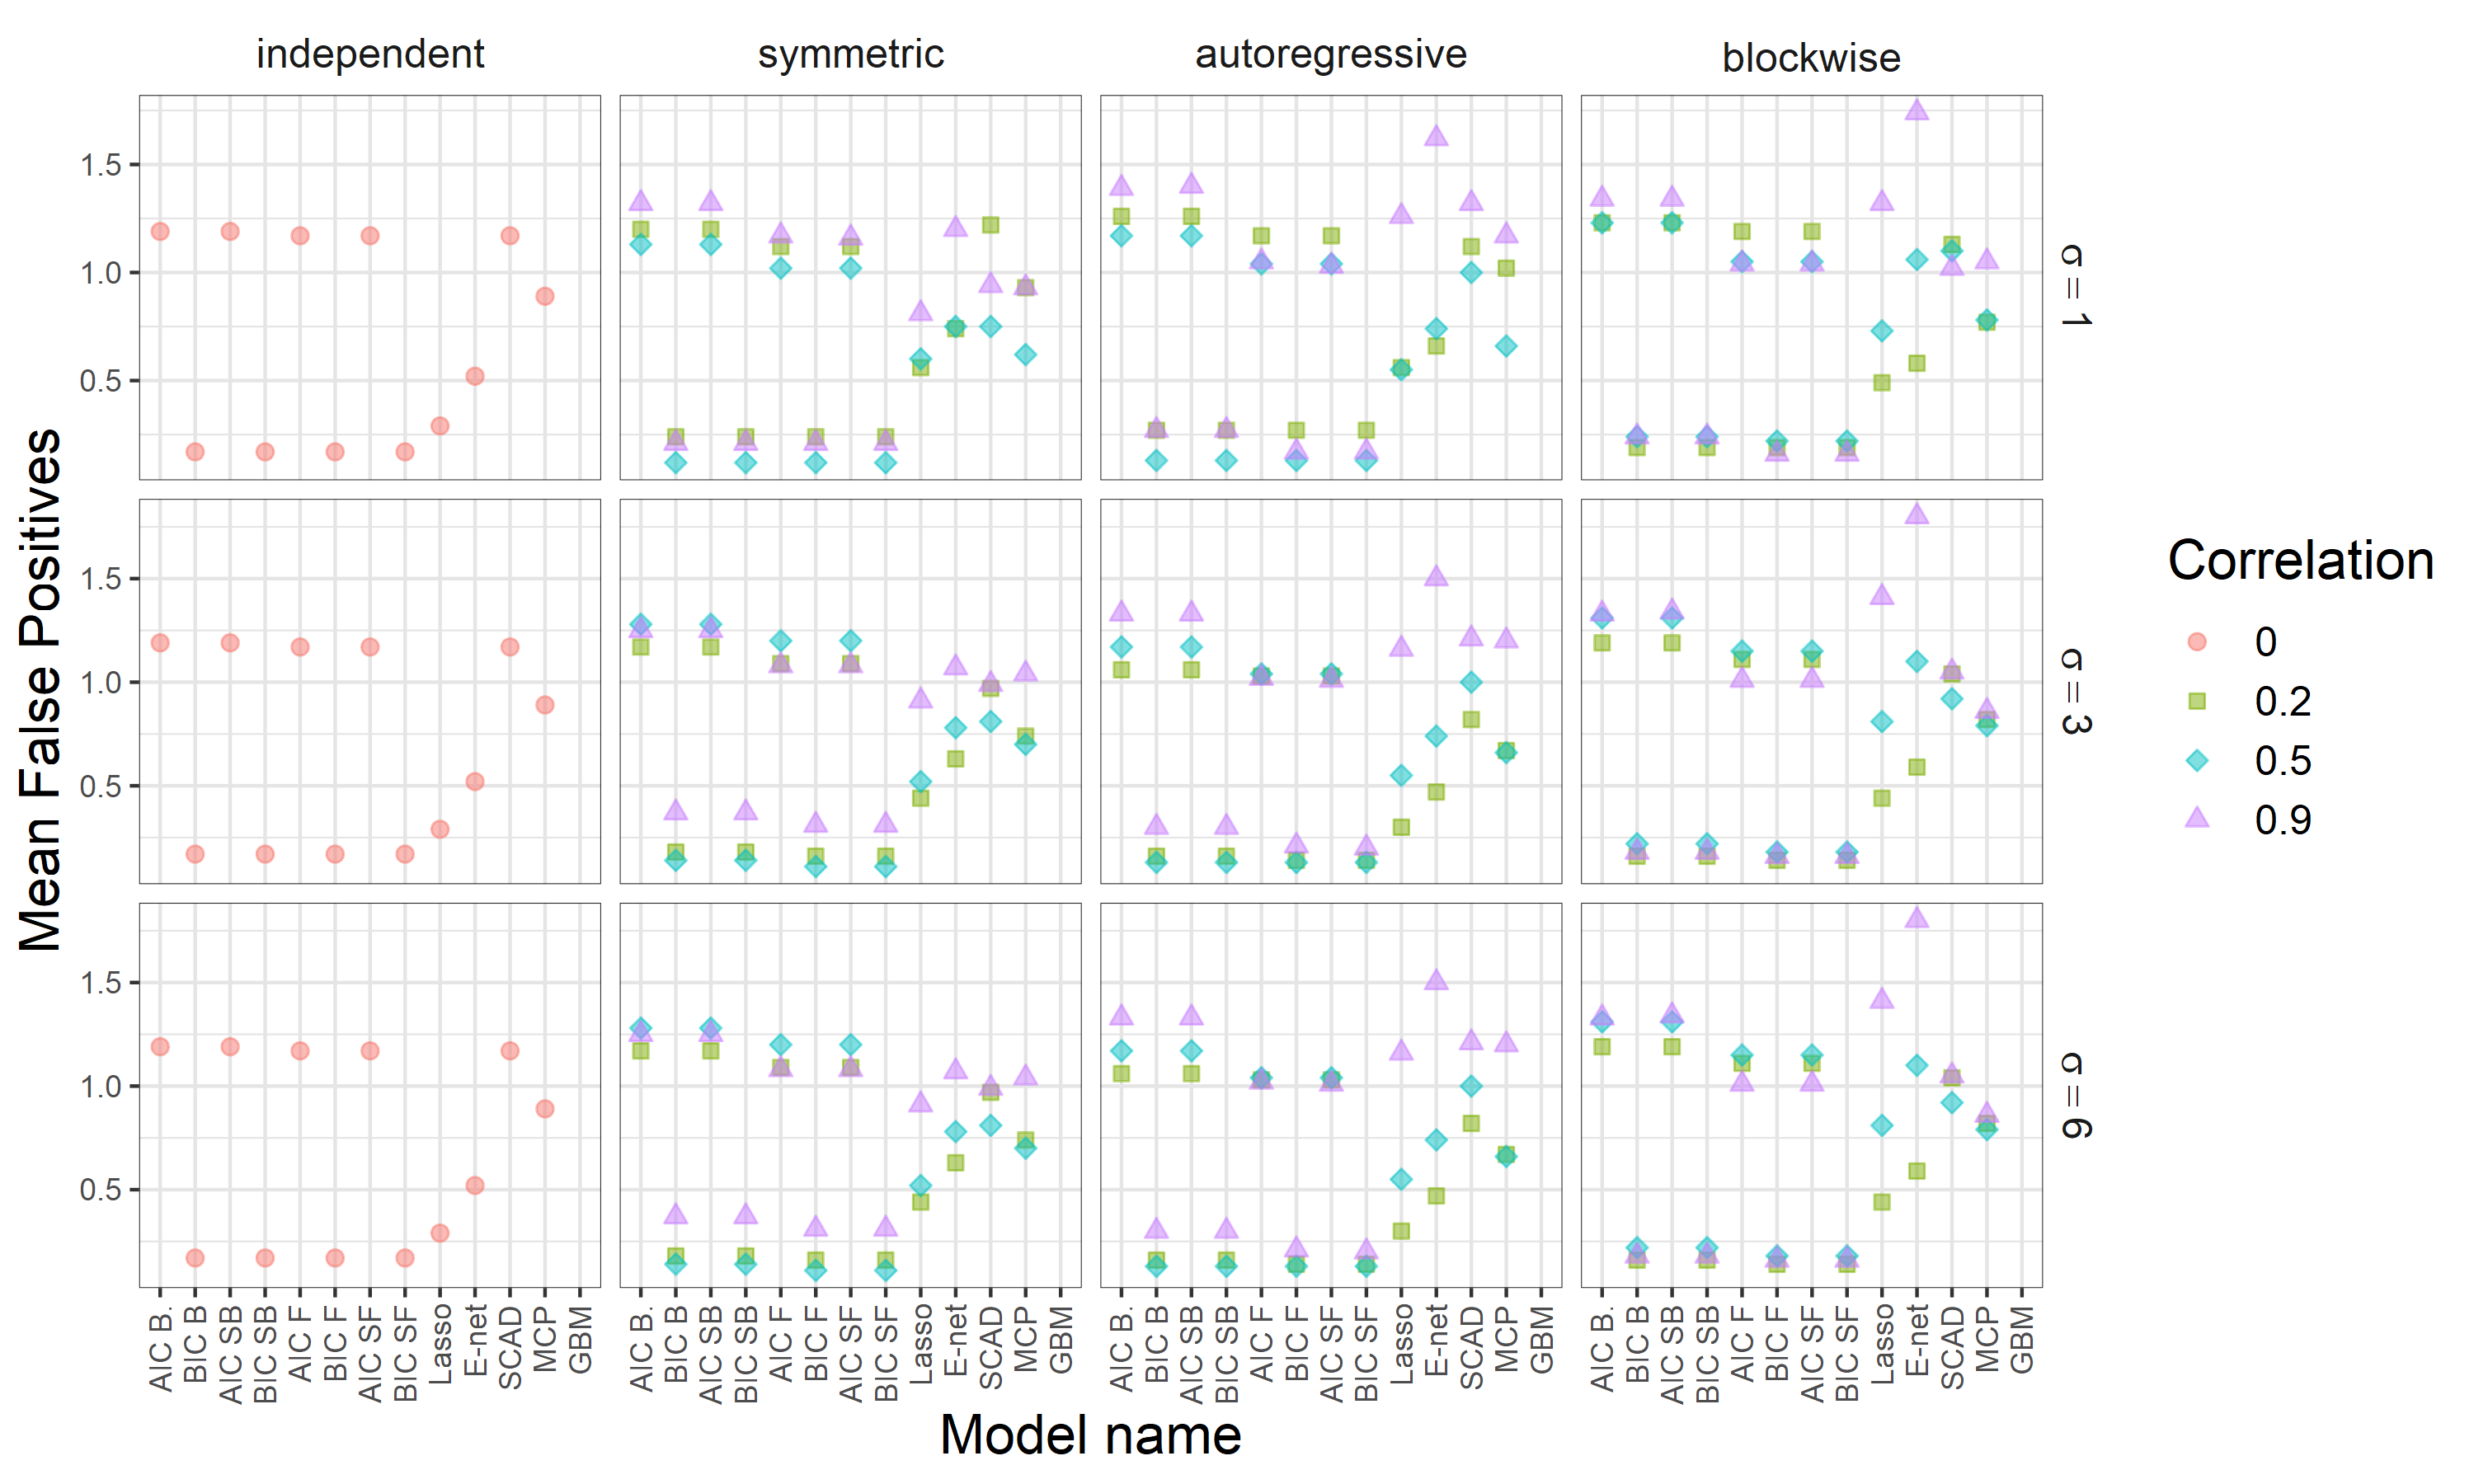 independent symmetric autoregressive blockwise
Mean False Positives
1.5
1.0
0.5
σ = 1
1.5
1.0
0.5
σ = 3
1.5
1.0
0.5
σ = 6
AIC B. BIC B AIC SB BIC SB AIC F BIC F AIC SF BIC SF Lasso E-net SCAD MCP GBM
AIC B. BIC B AIC SB BIC SB AIC F BIC F AIC SF BIC SF Lasso E-net SCAD MCP GBM
AIC B. BIC B AIC SB BIC SB AIC F BIC F AIC SF BIC SF Lasso E-net SCAD MCP GBM
AIC B. BIC B AIC SB BIC SB AIC F BIC F AIC SF BIC SF Lasso E-net SCAD MCP GBM
Model name
Correlation
0
0.2
0.5
0.9